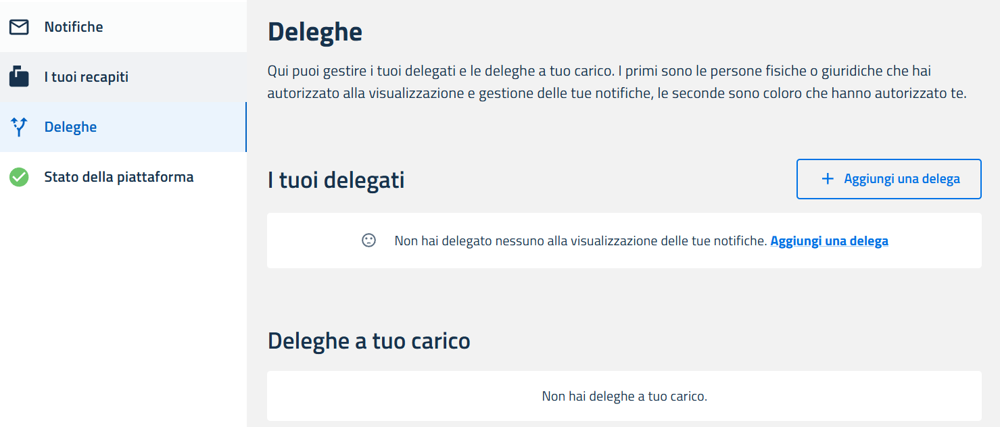 Notifiche
I tuoi recapiti
Deleghe
Stato della piattaforma
Deleghe
Qui puoi gestire i tuoi delegati e le deleghe a tuo carico. I primi sono le persone fisiche o giuridiche che hai
autorizzato alla visualizzazione e gestione delle tue notifiche, le seconde sono coloro che hanno autorizzato te.
I tuoi delegati
+ Aggiungi una delega
Non hai delegato nessuno alla visualizzazione delle tue notifiche. Aggiungi una delega
Deleghe a tuo carico
Non hai deleghe a tuo carico.